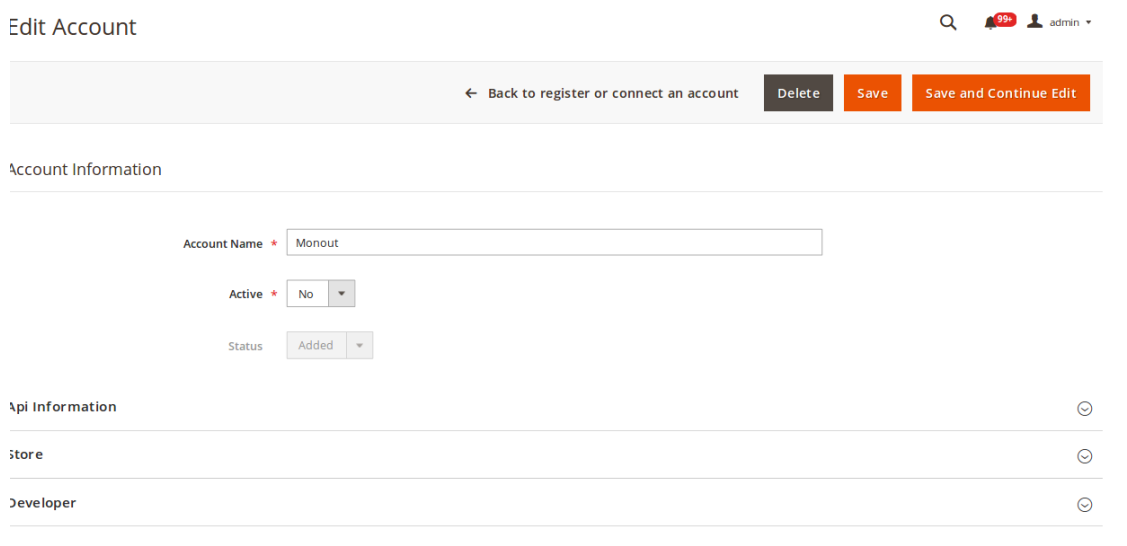 Edit Account
99+ admin
Back to register or connect an account Delete Save Save and Continue Edit
Account Information
Account Name * Monout
Active * No
Status Added
Api Information
Store
Developer